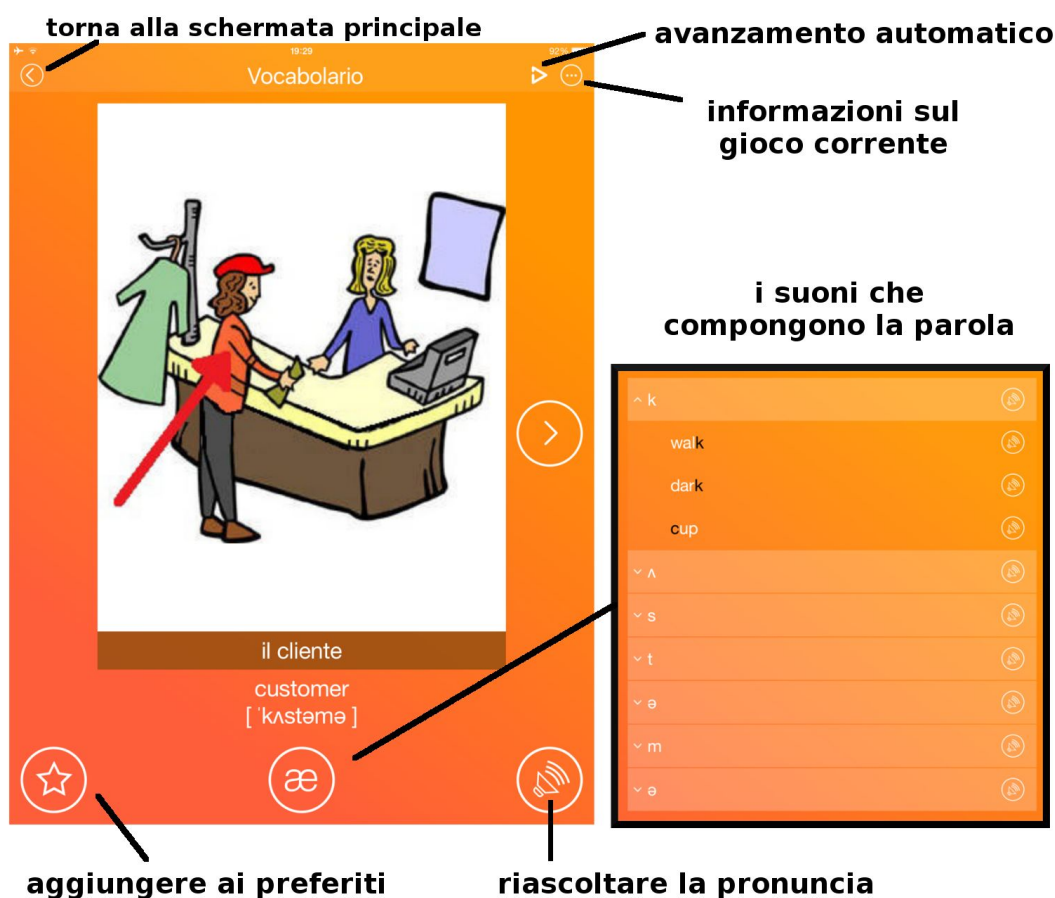 torna alla schermata principale
avanzamento automatico
19:29
92%
Vocabolario
informazioni sul
gioco corrente
i suoni che
compongono la parola
k
walk
dark
cup
ʌ
s
t
ə
m
ə
il cliente
customer
[ ˈkʌstəmə ]
æ
aggiungere ai preferiti
riascoltare la pronuncia